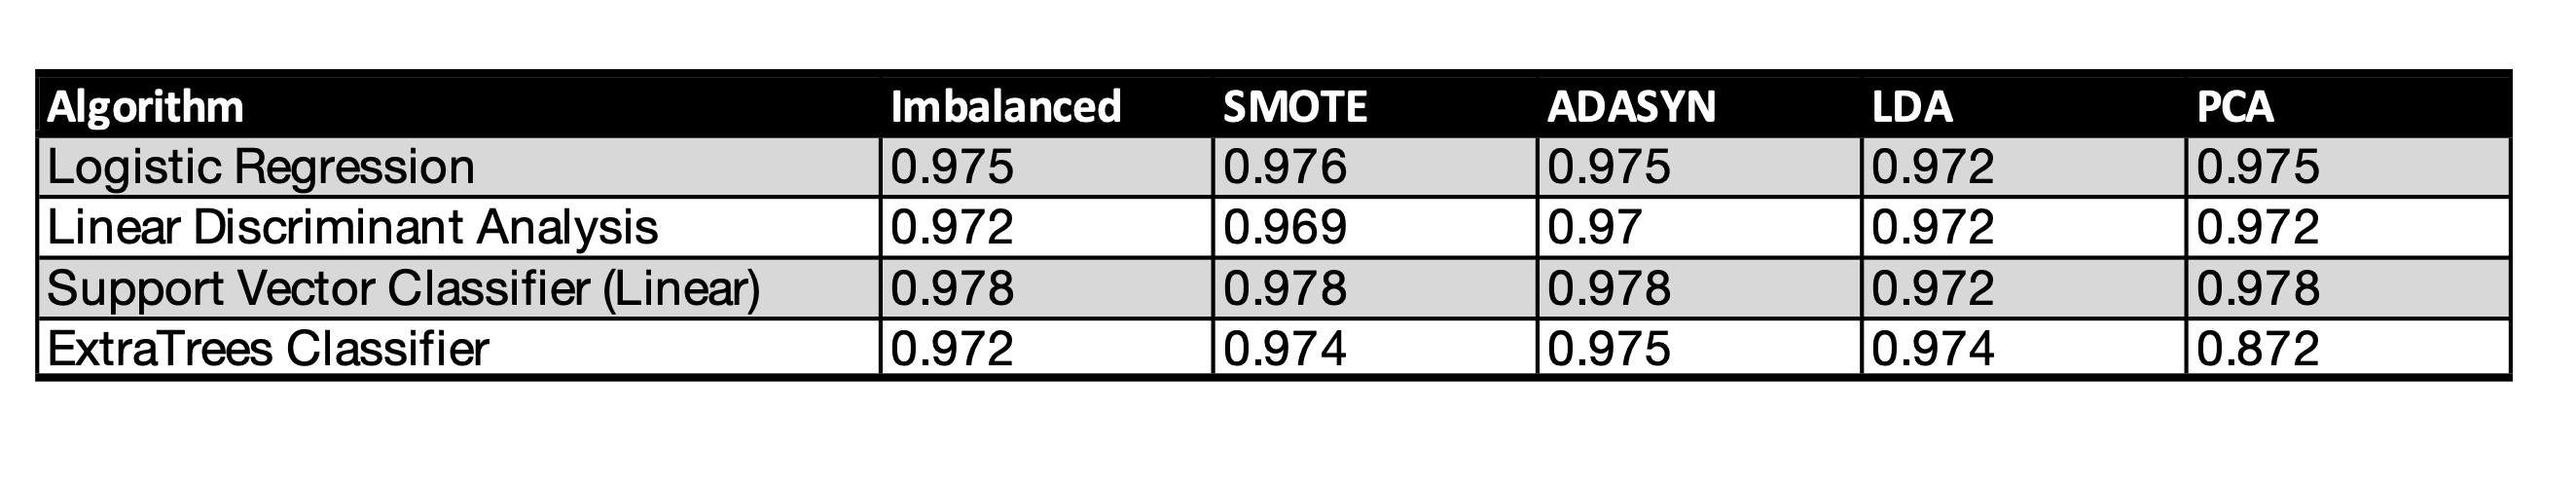 Algorithm Imbalanced SMOTE ADASYN LDA PCA
Logistic Regression 0.975 0.976 0.975 0.972 0.975
Linear Discriminant Analysis 0.972 0.969 0.97 0.972 0.972
Support Vector Classifier (Linear) 0.978 0.978 0.978 0.972 0.978
ExtraTrees Classifier 0.972 0.974 0.975 0.974 0.872